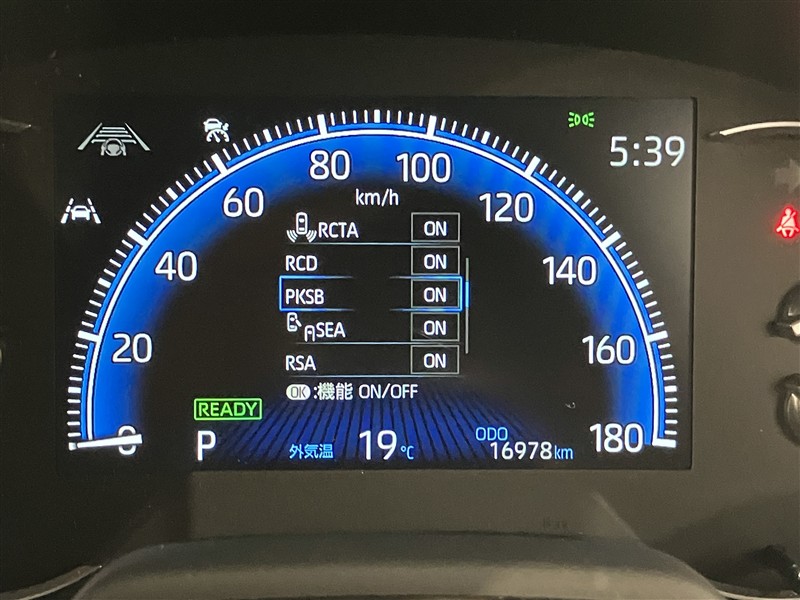 5:39
80
100
km/h
60
120
RCTA ON
RCD ON
40
140
PKSB ON
SEA ON
20
160
RSA ON
OK:機能 ON/OFF
READY
0
P
外気温 19℃
ODO
16978km
180